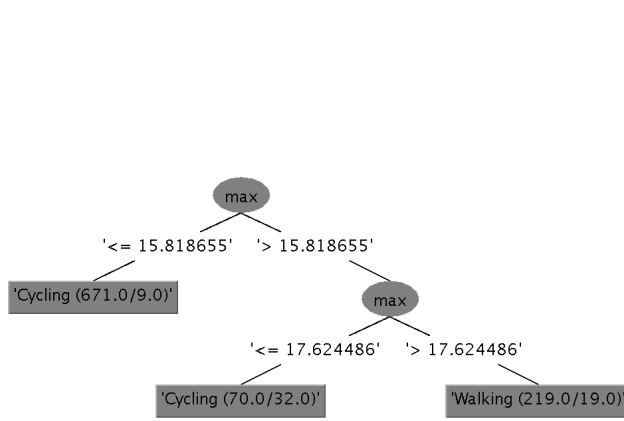 max
'<= 15.818655' '> 15.818655'
'Cycling (671.0/9.0)'
max
'<= 17.624486' '> 17.624486'
'Cycling (70.0/32.0)' 'Walking (219.0/19.0)'